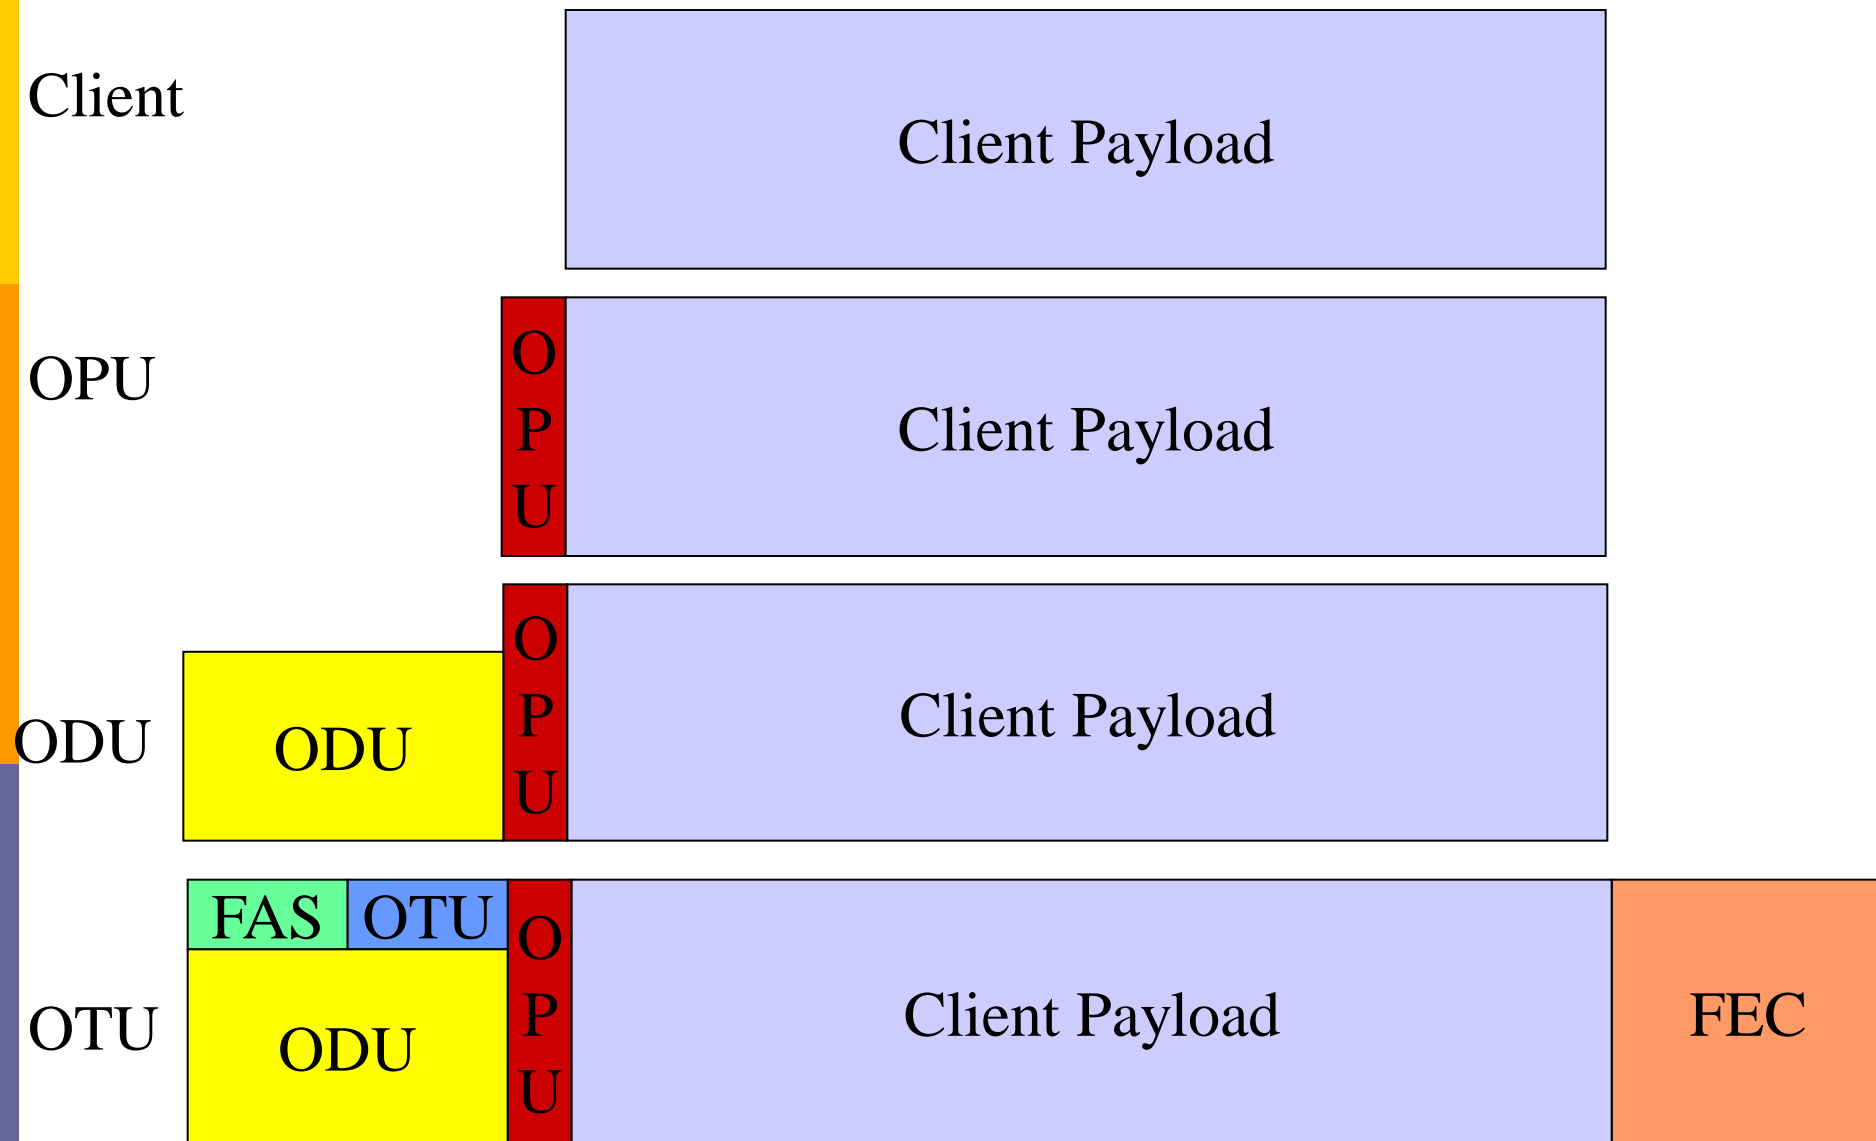 Client
Client Payload
OPU
O
P
U
Client Payload
ODU
ODU
O
P
U
Client Payload
OTU
FAS
OTU
ODU
O
P
U
Client Payload
FEC